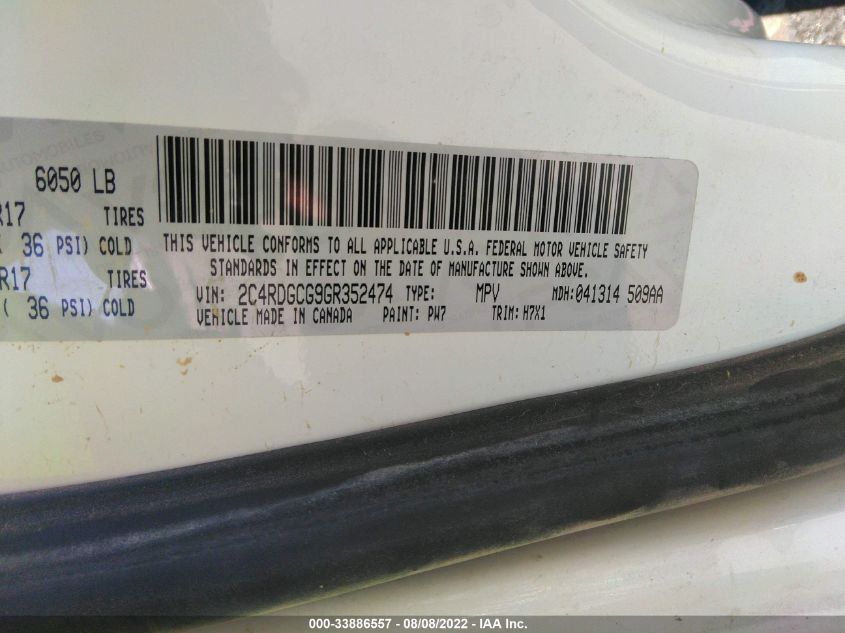 AUTOMOBILES
6050 LB
R17 TIRES
36 PSI) COLD
R17 TIRES
( 36 PSI) COLD
THIS VEHICLE CONFORMS TO ALL APPLICABLE U.S.A. FEDERAL MOTOR VEHICLE SAFETY
STANDARDS IN EFFECT ON THE DATE OF MANUFACTURE SHOWN ABOVE.
VIN: 2C4RDGCG9GR352474 TYPE: MPV MDH: 041314 509AA
VEHICLE MADE IN CANADA PAINT: PW7 TRIM: H7X1
000-33886557 - 08/08/2022 - IAA Inc.